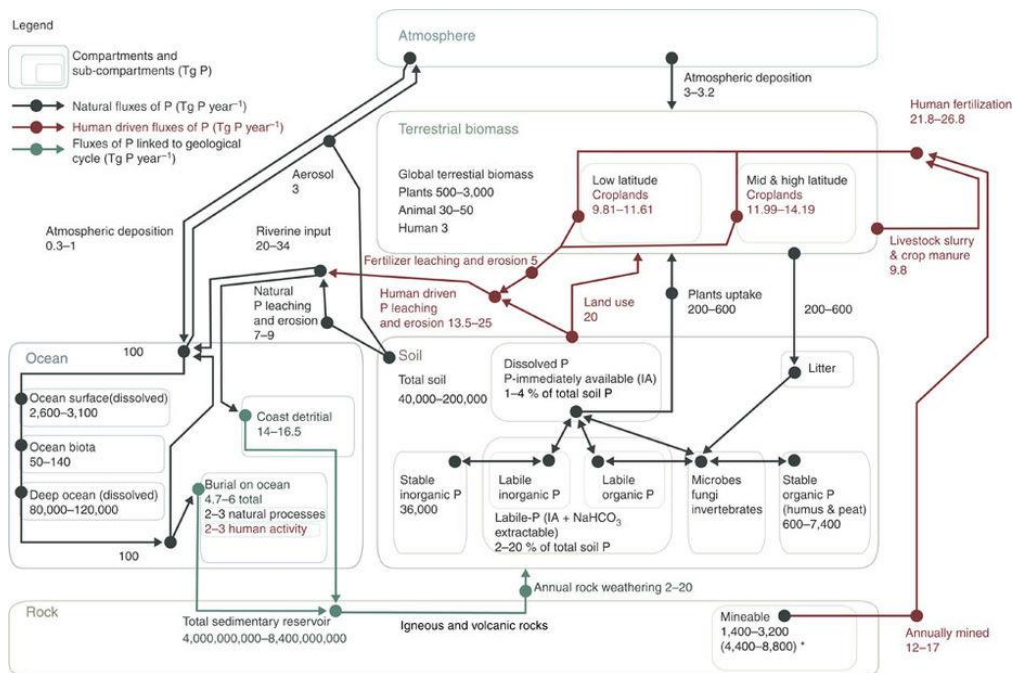 Legend
Compartments and
sub-compartments (Tg P)
Natural fluxes of P (Tg P year⁻¹)
Human driven fluxes of P (Tg P year⁻¹)
Fluxes of P linked to geological
cycle (Tg P year⁻¹)
Atmosphere
Atmospheric deposition
3–3.2
Terrestrial biomass
Global terrestial biomass
Plants 500–3,000
Animal 30–50
Human 3
Low latitude
Croplands
9.81–11.61
Mid & high latitude
Croplands
11.99–14.19
Human fertilization
21.8–26.8
Livestock slurry
& crop manure
9.8
Aerosol
3
Atmospheric deposition
0.3–1
Riverine input
20–34
Fertilizer leaching and erosion 5
Natural
P leaching
and erosion
7–9
Human driven
P leaching
and erosion 13.5–25
Land use
20
Plants uptake
200–600
200–600
Ocean
100
Ocean surface(dissolved)
2,600–3,100
Ocean biota
50–140
Deep ocean (dissolved)
80,000–120,000
100
Coast detritial
14–16.5
Burial on ocean
4.7–6 total
2–3 natural processes
2–3 human activity
Soil
Total soil
40,000–200,000
Dissolved P
P-immediately available (IA)
1–4 % of total soil P
Litter
Stable
inorganic P
36,000
Labile
inorganic P
Labile
organic P
Labile-P (IA + NaHCO₃
extractable)
2–20 % of total soil P
Microbes
fungi
invertebrates
Stable
organic P
(humus & peat)
600–7,400
Annual rock weathering 2–20
Rock
Total sedimentary reservoir
4,000,000,000–8,400,000,000
Igneous and volcanic rocks
Mineable
1,400–3,200
(4,400–8,800) *
Annually mined
12–17